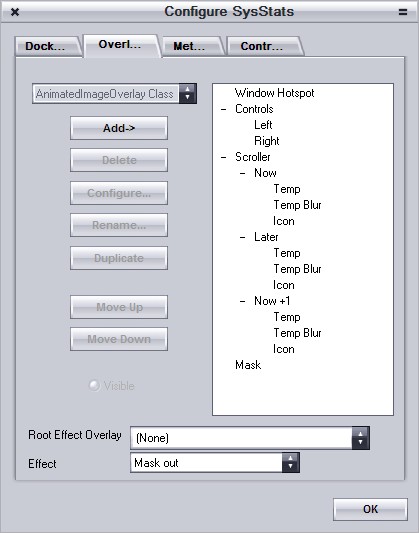 Configure SysStats
Dock... Overl... Met... Contr...
AnimatedImageOverlay Class
Add->
Delete
Configure...
Rename...
Duplicate
Move Up
Move Down
Visible
Window Hotspot
Controls
Left
Right
Scroller
Now
Temp
Temp Blur
Icon
Later
Temp
Temp Blur
Icon
Now +1
Temp
Temp Blur
Icon
Mask
Root Effect Overlay (None)
Effect Mask out
OK